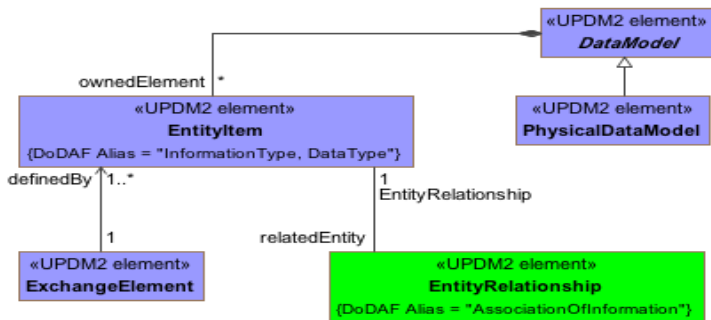 «UPDM2 element»
DataModel
ownedElement *
«UPDM2 element»
EntityItem
{DoDAF Alias = "InformationType, DataType"}
«UPDM2 element»
PhysicalDataModel
definedBy 1..*
1
EntityRelationship
1
relatedEntity
«UPDM2 element»
ExchangeElement
«UPDM2 element»
EntityRelationship
{DoDAF Alias = "AssociationOfInformation"}